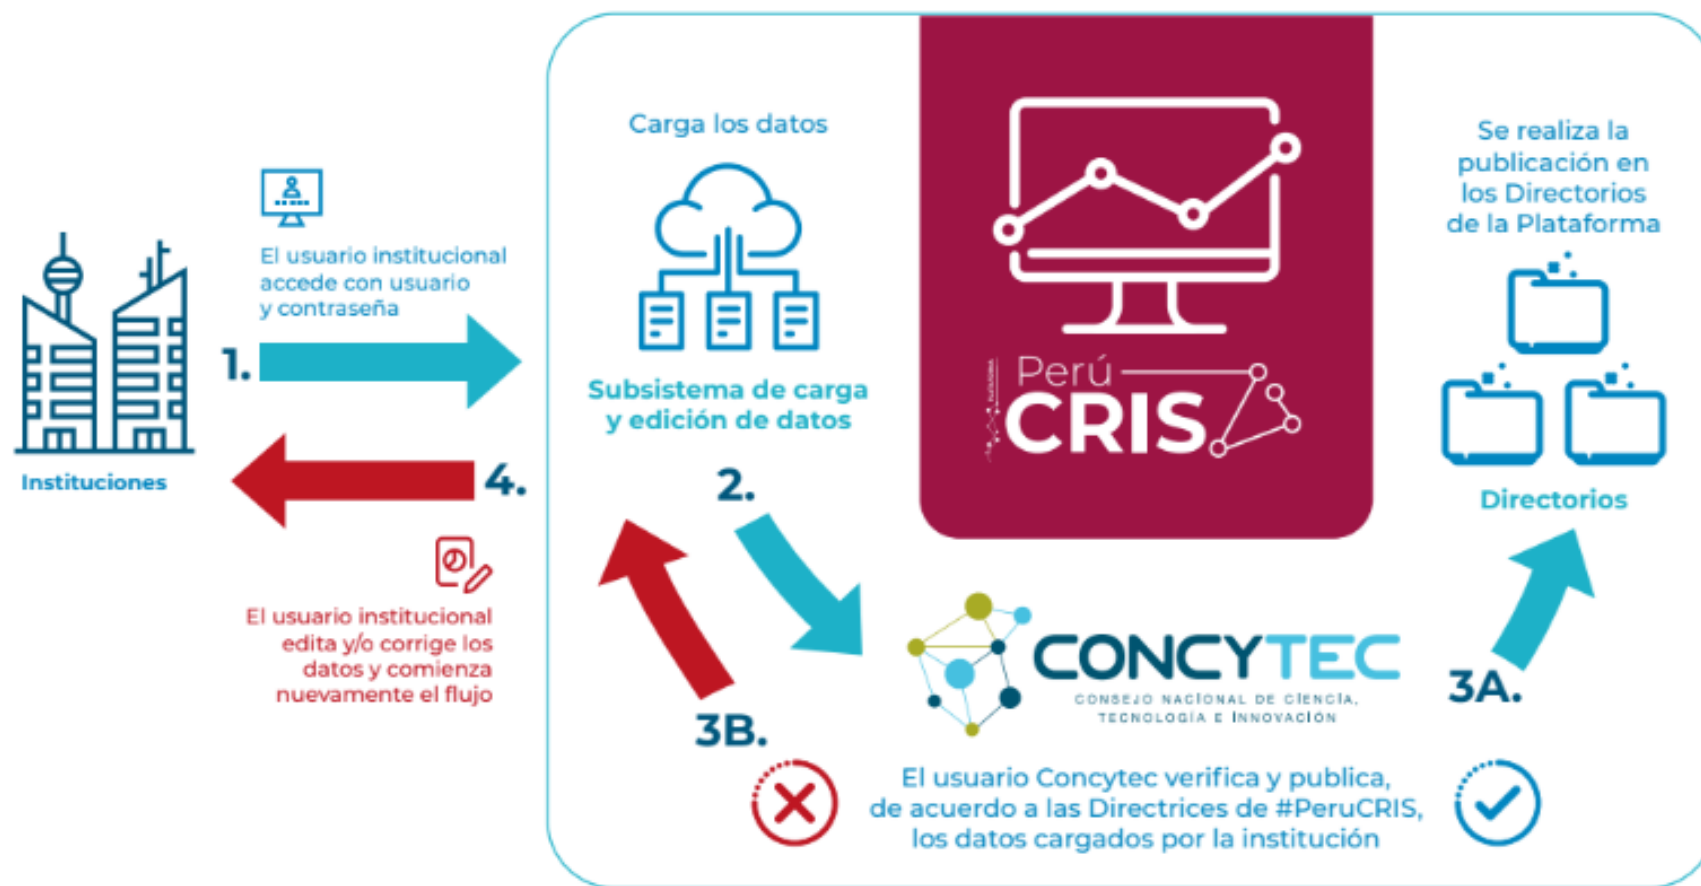 El usuario institucional
accede con usuario
y contraseña
Instituciones
1.
4.
El usuario institucional
edita y/o corrige los
datos y comienza
nuevamente el flujo
Carga los datos
Subsistema de carga
y edición de datos
2.
3B.
Perú
CRIS
CONCYTEC
CONSEJO NACIONAL DE CIENCIA,
TECNOLOGÍA E INNOVACIÓN
El usuario Concytec verifica y publica,
de acuerdo a las Directrices de #PeruCRIS,
los datos cargados por la institución
3A.
Se realiza la
publicación en
los Directorios
de la Plataforma
Directorios